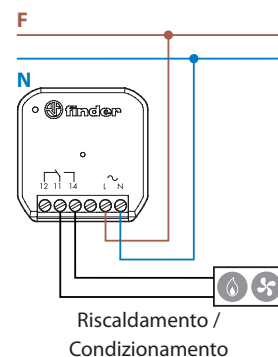 F
N
finder
12 11 14 L N
Riscaldamento /
Condizionamento